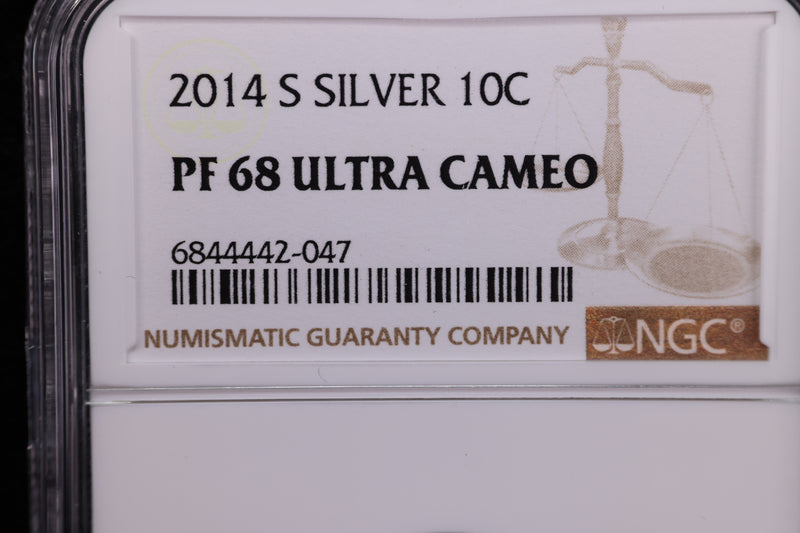 2014 S SILVER 10C
PF 68 ULTRA CAMEO
6844442-047
NUMISMATIC GUARANTY COMPANY
NGC®